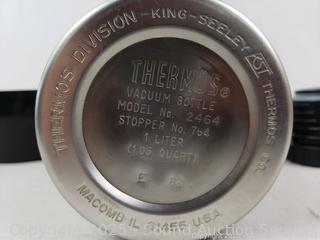 THERMOS DIVISION - KING-SEELEY KST THERMOS CO.
THERMOS®
VACUUM BOTTLE
MODEL No. 2464
STOPPER No. 764
1 LITER
(1.06 QUART)
E
MACOMB IL 61455 U.S.A.